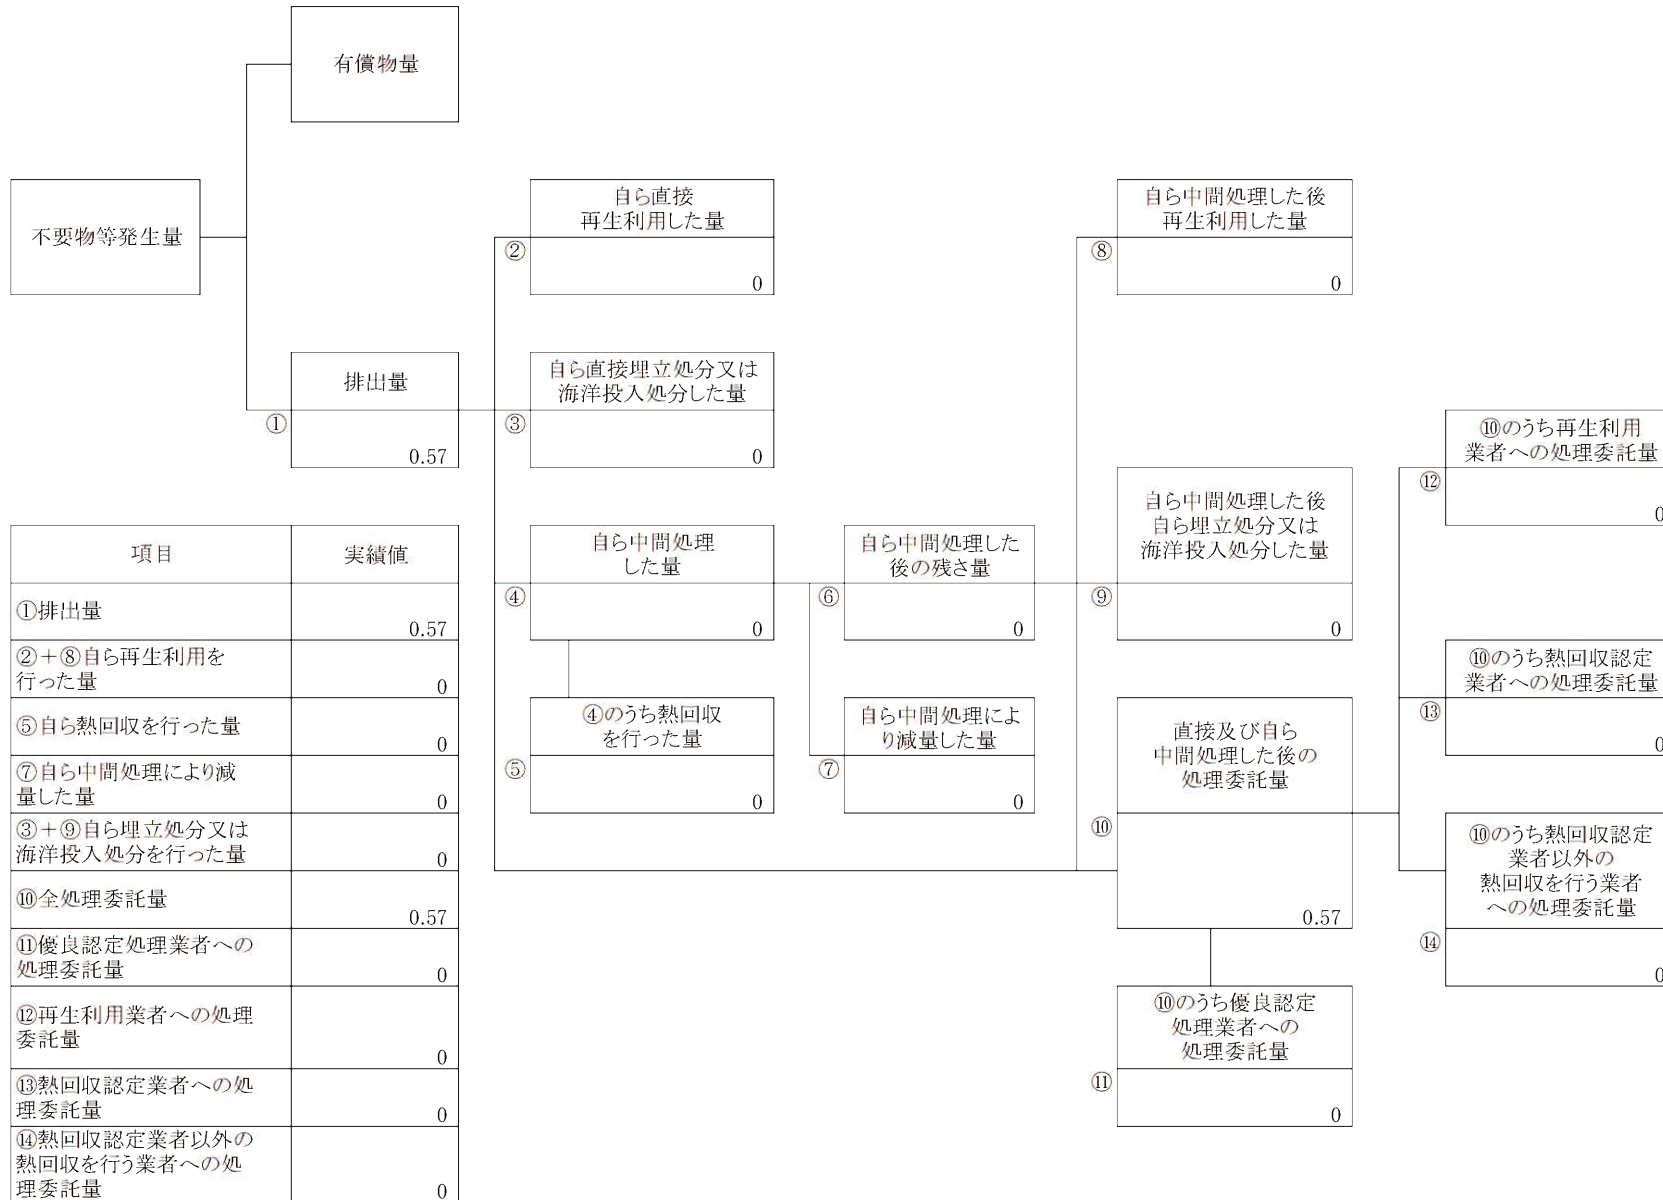 有償物量
不要物等発生量
自ら直接
再生利用した量
②
0
自ら中間処理した後
再生利用した量
⑧
0
排出量
①
0.57
自ら直接埋立処分又は
海洋投入処分した量
③
0
⑩のうち再生利用
業者への処理委託量
⑫
0
自ら中間処理
した量
④
0
自ら中間処理した
後の残さ量
⑥
0
自ら中間処理した後
自ら埋立処分又は
海洋投入処分した量
⑨
0
⑩のうち熱回収認定
業者への処理委託量
⑬
0
④のうち熱回収
を行った量
⑤
0
自ら中間処理によ
り減量した量
⑦
0
直接及び自ら
中間処理した後の
処理委託量
⑩
0.57
⑩のうち熱回収認定
業者以外の
熱回収を行う業者
への処理委託量
⑭
0
⑩のうち優良認定
処理業者への
処理委託量
⑪
0
項目
実績値
①排出量
0.57
②+⑧自ら再生利用を
行った量
0
⑤自ら熱回収を行った量
0
⑦自ら中間処理により減
量した量
0
③+⑨自ら埋立処分又は
海洋投入処分を行った量
0
⑩全処理委託量
0.57
⑪優良認定処理業者への
処理委託量
0
⑫再生利用業者への処理
委託量
0
⑬熱回収認定業者への処
理委託量
0
⑭熱回収認定業者以外の
熱回収を行う業者への処
理委託量
0